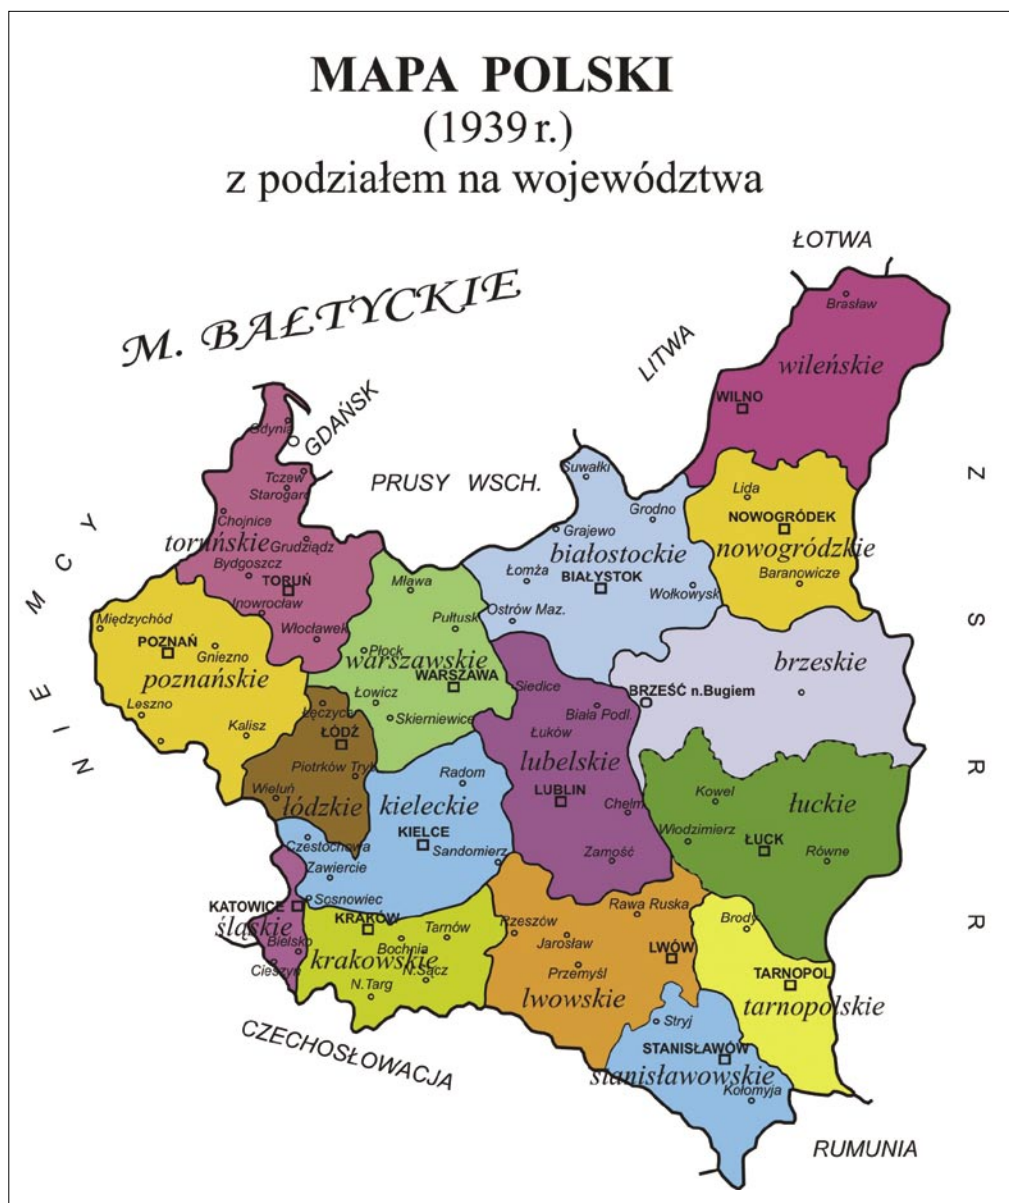 MAPA POLSKI
(1939 r.)
z podziałem na województwa
ŁOTWA
M. BAŁTYCKIE
LITWA
Brasław
wileńskie
WILNO
GDAŃSK
Gdynia
PRUSY WSCH.
Suwałki
Tczew
Starogard
Chojnice
toruńskie
Grudziądz
Bydgoszcz
TORUŃ
Inowrocław
Włocławek
Grodno
Grajewo
białostockie
Łomża
BIAŁYSTOK
Wołkowysk
Ostrów Maz.
Lida
NOWOGRÓDEK
nowogródzkie
Baranowicze
Z S R R
NIEMCY
Międzychód
POZNAŃ
Gniezno
poznańskie
Leszno
Kalisz
Mława
Pułtusk
Płock
warszawskie
WARSZAWA
Łowicz
Skierniewice
brzeskie
BRZEŚĆ n.Bugiem
Siedlce
Biala Podl.
Łuków
lubelskie
LUBLIN
Chełm
Zamość
Łęczyca
ŁÓDŹ
Piotrków Tryb.
Wieluń
łódzkie
Radom
kieleckie
KIELCE
Sandomierz
Częstochowa
Zawiercie
Sosnowiec
Kowel
łuckie
Włodzimierz
ŁUCK
Równe
KATOWICE
śląskie
Bielsko
Cieszyn
KRAKÓW
Tarnów
Bochnia
krakowskie
N.Sącz
N.Targ
Rzeszów
Rawa Ruska
Jarosław
LWÓW
Przemyśl
lwowskie
Brody
TARNOPOL
tarnopolskie
Stryj
STANISŁAWÓW
stanisławowskie
Kołomyja
CZECHOSŁOWACJA
RUMUNIA